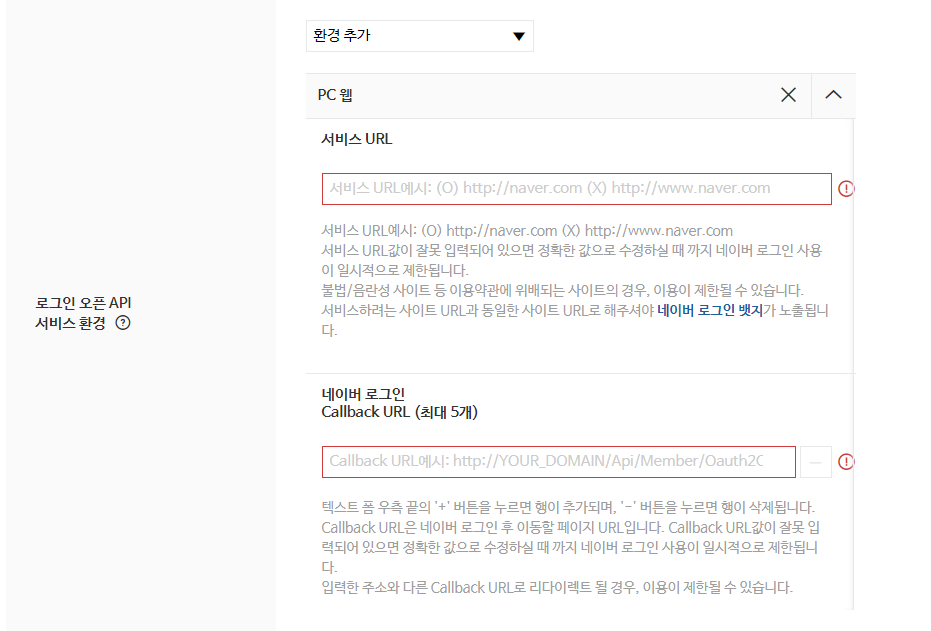 환경 추가
PC 웹
서비스 URL
서비스 URL예시: (O) http://naver.com (X) http://www.naver.com
서비스 URL예시: (O) http://naver.com (X) http://www.naver.com
서비스 URL값이 잘못 입력되어 있으면 정확한 값으로 수정하실 때 까지 네이버 로그인 사용
이 일시적으로 제한됩니다.
불법/음란성 사이트 등 이용약관에 위배되는 사이트의 경우, 이용이 제한될 수 있습니다.
서비스하려는 사이트 URL과 동일한 사이트 URL로 해주셔야 네이버 로그인 뱃지가 노출됩니
다.
로그인 오픈 API
서비스 환경 ?
네이버 로그인
Callback URL (최대 5개)
Callback URL예시: http://YOUR_DOMAIN/Api/Member/Oauth2C
텍스트 폼 우측 끝의 '+' 버튼을 누르면 행이 추가되며, '-' 버튼을 누르면 행이 삭제됩니다.
Callback URL은 네이버 로그인 후 이동할 페이지 URL입니다. Callback URL값이 잘못 입
력되어 있으면 정확한 값으로 수정하실 때 까지 네이버 로그인 사용이 일시적으로 제한됩니
다.
입력한 주소와 다른 Callback URL로 리다이렉트 될 경우, 이용이 제한될 수 있습니다.